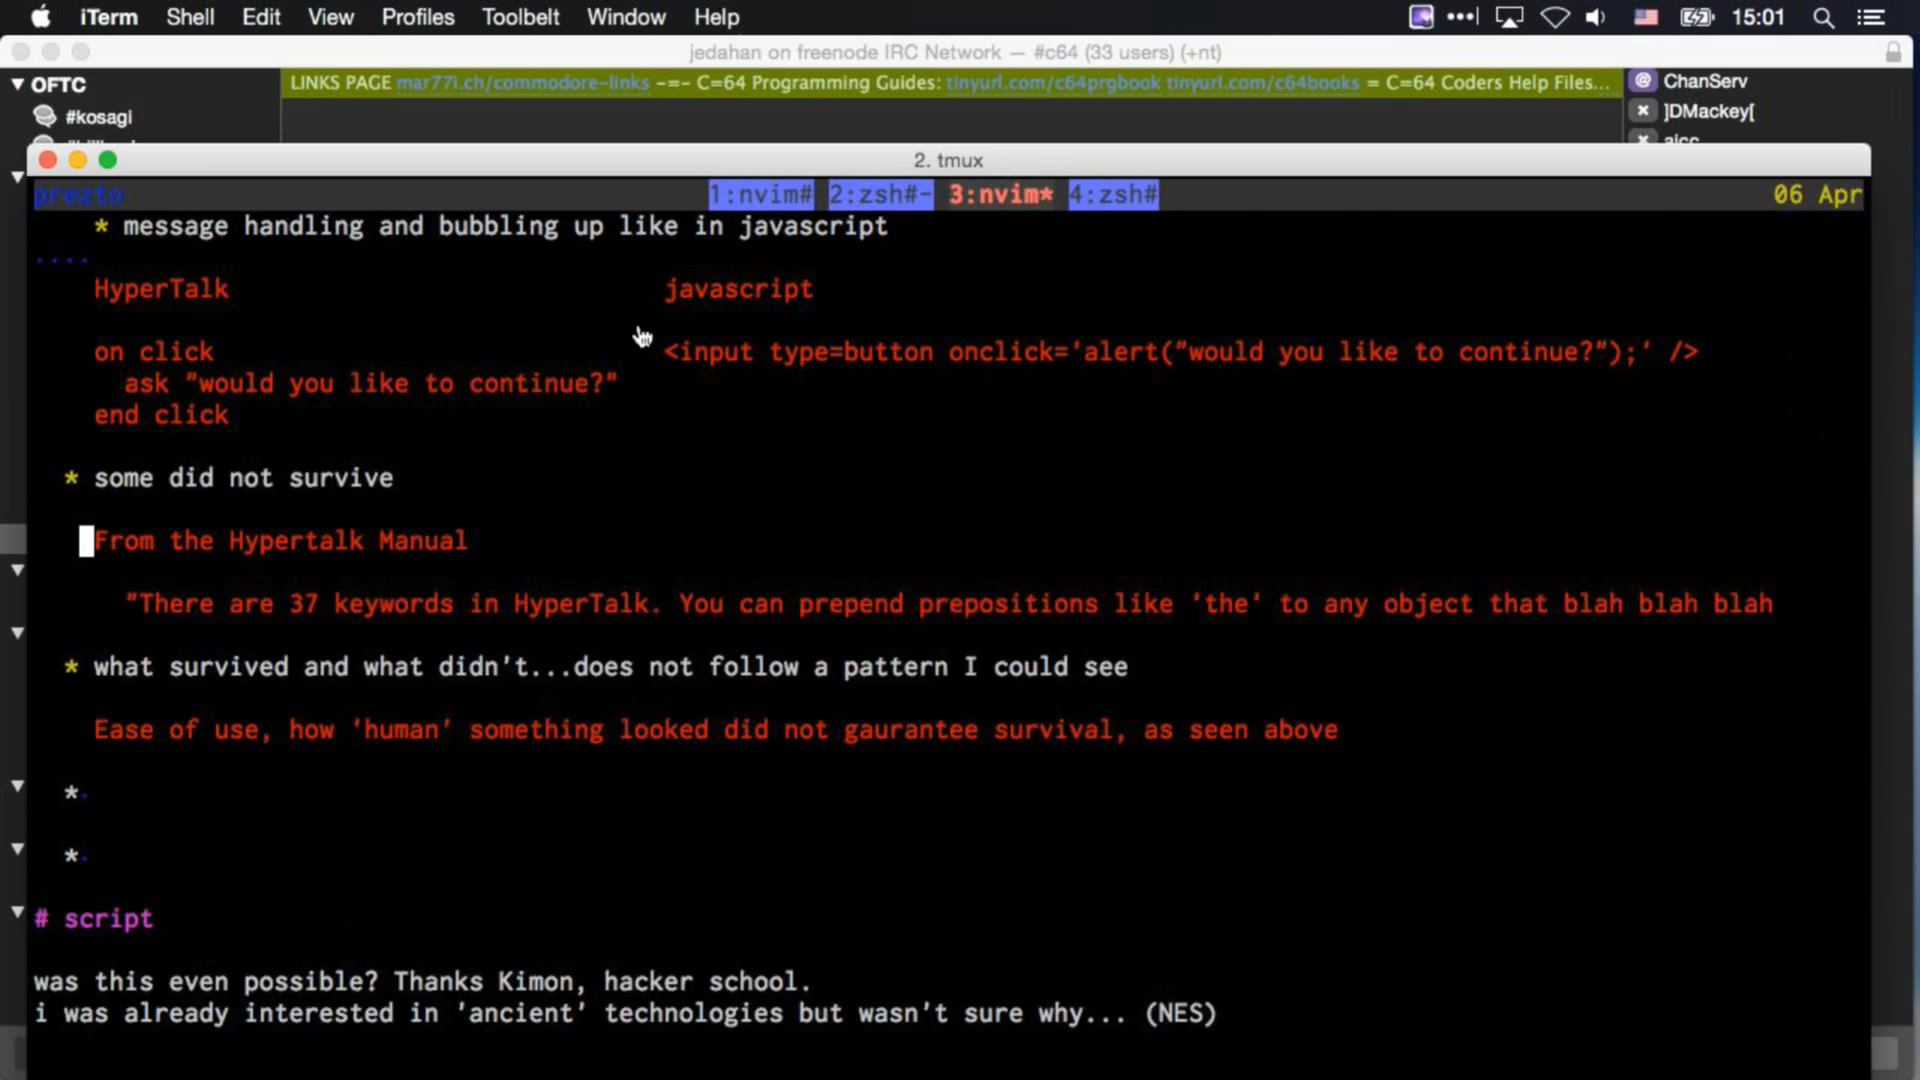 iTerm Shell Edit View Profiles Toolbelt Window Help 15:01
jedahan on freenode IRC Network — #c64 (33 users) (+nt)
OFTC
LINKS PAGE mar77i.ch/commodore-links -=- C=64 Programming Guides: tinyurl.com/c64prgbook tinyurl.com/c64books = C=64 Coders Help Files...
ChanServ
#kosagi
]DMackey[
2. tmux
prezto 1:nvim# 2:zsh#- 3:nvim* 4:zsh# 06 Apr
* message handling and bubbling up like in javascript
....
HyperTalk javascript
on click <input type=button onclick='alert("would you like to continue?");' />
ask "would you like to continue?"
end click
* some did not survive
From the Hypertalk Manual
"There are 37 keywords in HyperTalk. You can prepend prepositions like 'the' to any object that blah blah blah
* what survived and what didn't...does not follow a pattern I could see
Ease of use, how 'human' something looked did not gaurantee survival, as seen above
*.
*.
# script
was this even possible? Thanks Kimon, hacker school.
i was already interested in 'ancient' technologies but wasn't sure why... (NES)